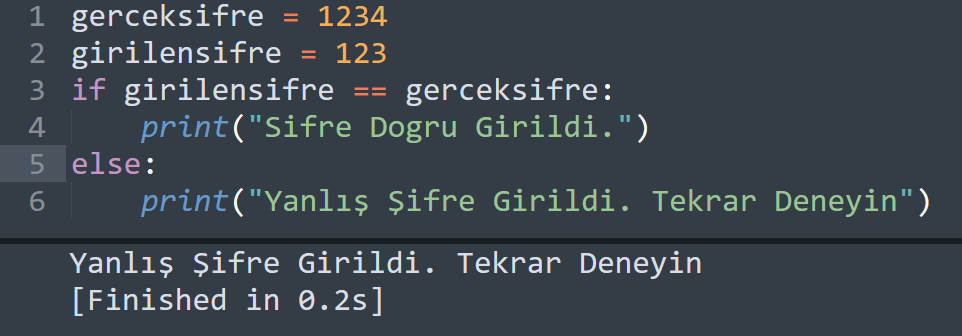 1 gerceksifre = 1234
2 girilensifre = 123
3 if girilensifre == gerceksifre:
4     print("Sifre Dogru Girildi.")
5 else:
6     print("Yanlış Şifre Girildi. Tekrar Deneyin")
Yanlış Şifre Girildi. Tekrar Deneyin
[Finished in 0.2s]